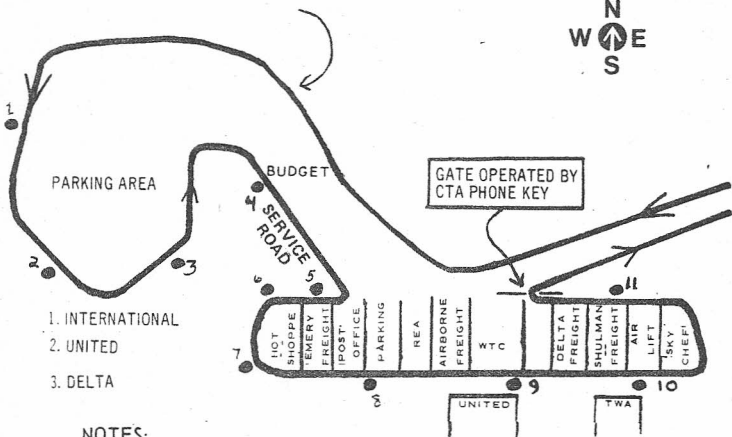 N
W E
S
1
PARKING AREA
BUDGET
GATE OPERATED BY
CTA PHONE KEY
4
SERVICE
ROAD
2
3
6
5
11
1. INTERNATIONAL
2. UNITED
3. DELTA
HOT
SHOPPE
'EMERY
FREIGHT
'POST'
OFFICE
PARKING
REA
AIRBORNE
FREIGHT
WTC
DELTA
FREIGHT
SHULMAN
FREIGHT
AIR
LIFT
'SKY'
CHEF'
7
8
9
10
UNITED
TWA
NOTES: